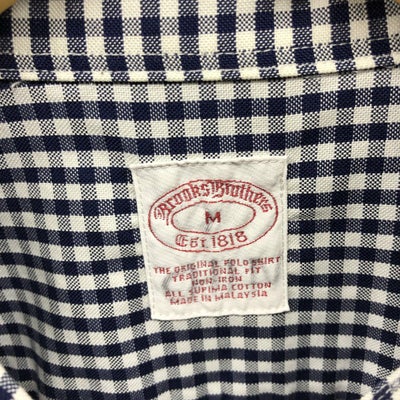 Brooks Brothers
M
Est 1818
THE ORIGINAL POLO SHIRT
TRADITIONAL FIT
NON-IRON
ALL SUPIMA COTTON
MADE IN MALAYSIA